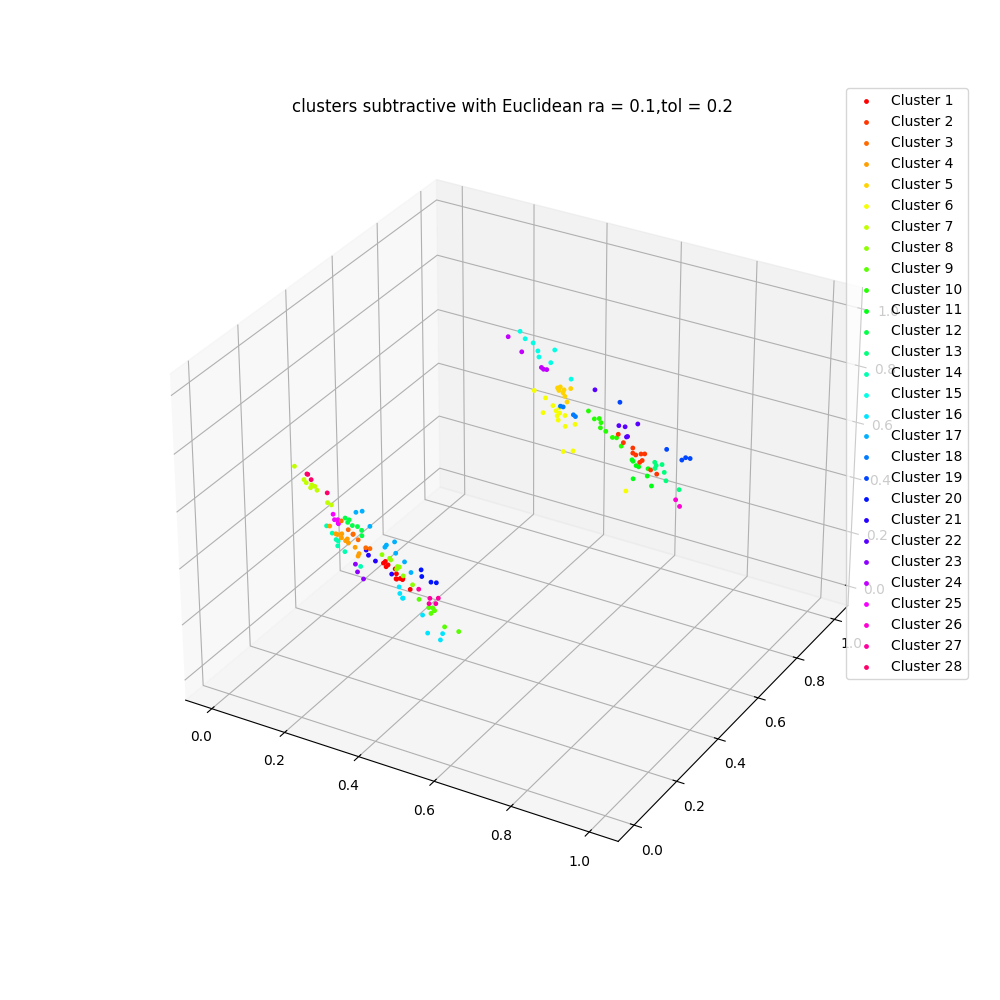 clusters subtractive with Euclidean ra = 0.1,tol = 0.2
Cluster 1
Cluster 2
Cluster 3
Cluster 4
Cluster 5
Cluster 6
Cluster 7
Cluster 8
Cluster 9
Cluster 10
Cluster 11
Cluster 12
Cluster 13
Cluster 14
Cluster 15
Cluster 16
Cluster 17
Cluster 18
Cluster 19
Cluster 20
Cluster 21
Cluster 22
Cluster 23
Cluster 24
Cluster 25
Cluster 26
Cluster 27
Cluster 28
1.0
0.8
0.6
0.4
0.2
0.0
1.0
0.8
0.6
0.4
0.2
0.0
0.0
0.2
0.4
0.6
0.8
1.0